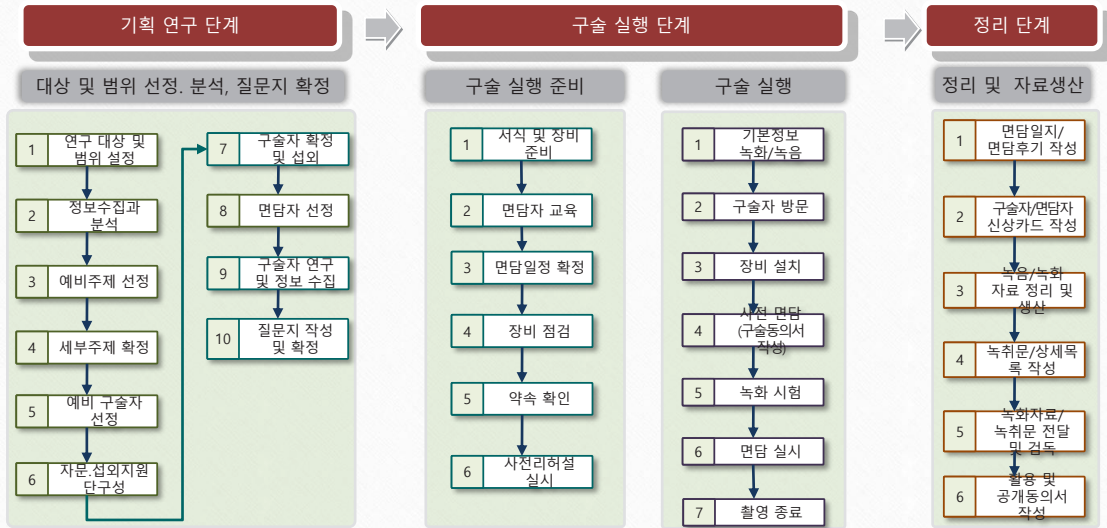 기획 연구 단계
구술 실행 단계
정리 단계
대상 및 범위 선정. 분석, 질문지 확정
구술 실행 준비
구술 실행
정리 및 자료생산
1
연구 대상 및
범위 설정
2
정보수집과
분석
3
예비주제 선정
4
세부주제 확정
5
예비 구술자
선정
6
자문.섭외지원
단구성
7
구술자 확정
및 섭외
8
면담자 선정
9
구술자 연구
및 정보 수집
10
질문지 작성
및 확정
1
서식 및 장비
준비
2
면담자 교육
3
면담일정 확정
4
장비 점검
5
약속 확인
6
사전리허설
실시
1
기본정보
녹화/녹음
2
구술자 방문
3
장비 설치
4
사전 면담
(구술동의서
작성)
5
녹화 시험
6
면담 실시
7
촬영 종료
1
면담일지/
면담후기 작성
2
구술자/면담자
신상카드 작성
3
녹음/녹화
자료 정리 및
생산
4
녹취문/상세목
록 작성
5
녹화자료/
녹취문 전달
및 검독
6
활용 및
공개동의서
작성